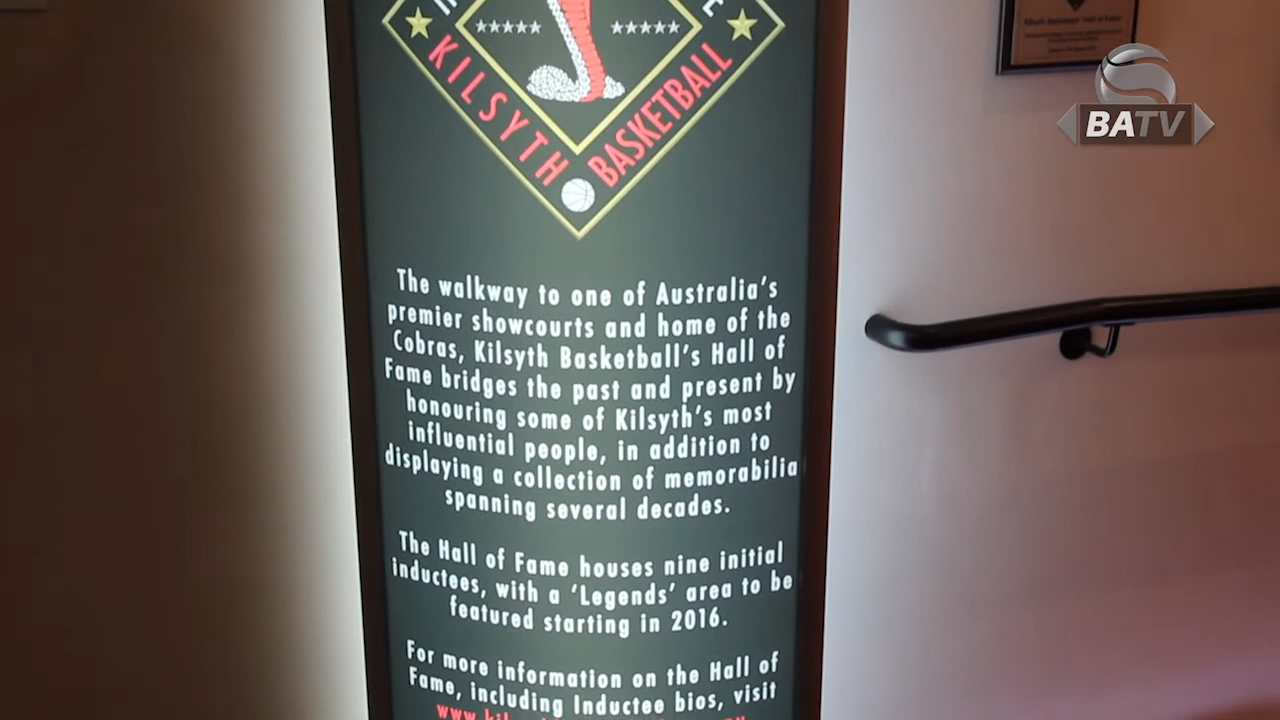 KILSYTH
BASKETBALL
BATV
The walkway to one of Australia's
premier showcourts and home of the
Cobras, Kilsyth Basketball's Hall of
Fame bridges the past and present by
honouring some of Kilsyth's most
influential people, in addition to
displaying a collection of memorabilia
spanning several decades.
The Hall of Fame houses nine initial
inductees, with a 'Legends' area to be
featured starting in 2016.
For more information on the Hall of
Fame, including Inductee bios, visit